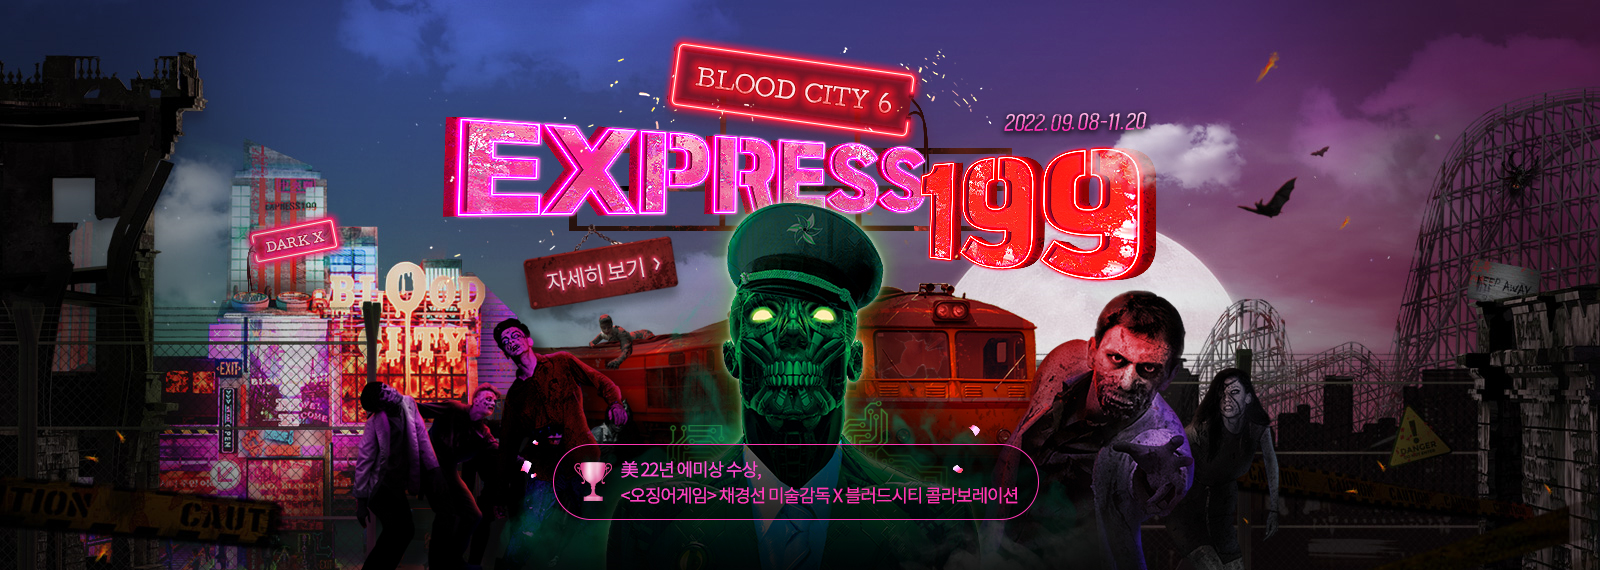 BLOOD CITY 6
2022.09.08-11.20
EXPRESS199
EXPRESS199
DARK X
자세히 보기 >
BLOOD
CITY
EXIT
KEEP AWAY
DANGER
美 22년 에미상 수상,
<오징어게임> 채경선 미술감독 X 블러드시티 콜라보레이션
TION
CAUT